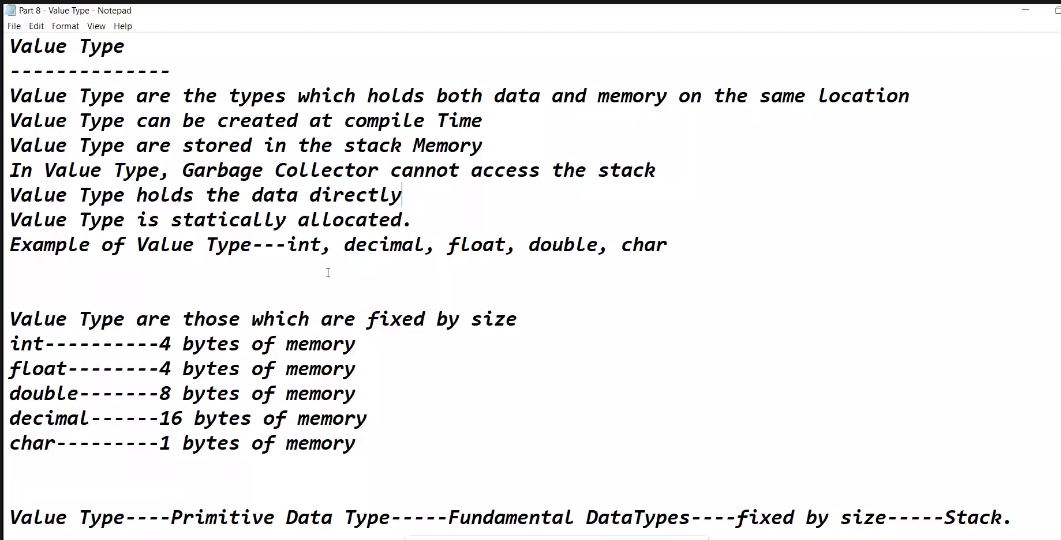 Part 8 - Value Type - Notepad
File Edit Format View Help
Value Type
--------------
Value Type are the types which holds both data and memory on the same location
Value Type can be created at compile Time
Value Type are stored in the stack Memory
In Value Type, Garbage Collector cannot access the stack
Value Type holds the data directly
Value Type is statically allocated.
Example of Value Type---int, decimal, float, double, char
Value Type are those which are fixed by size
int----------4 bytes of memory
float--------4 bytes of memory
double-------8 bytes of memory
decimal------16 bytes of memory
char---------1 bytes of memory
Value Type----Primitive Data Type-----Fundamental DataTypes----fixed by size-----Stack.